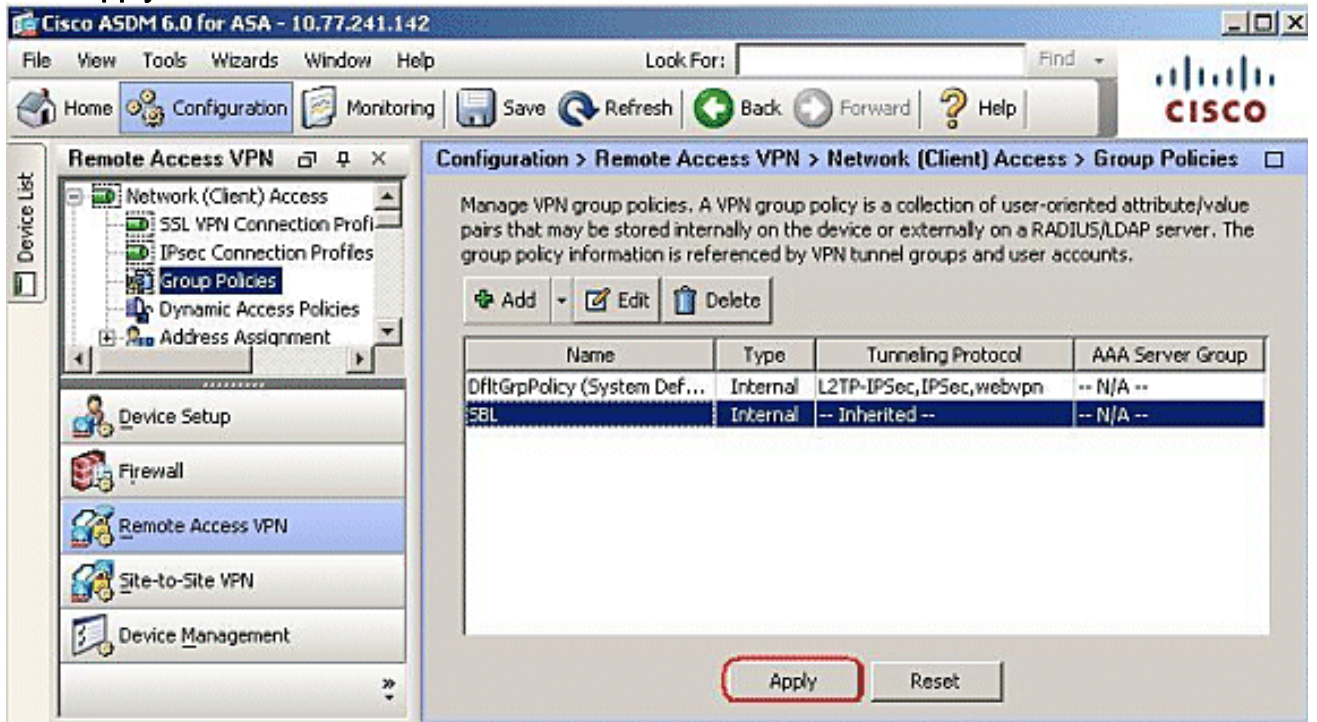 Cisco ASDM 6.0 for ASA - 10.77.241.142
File View Tools Wizards Window Help Look For: Find
Home Configuration Monitoring Save Refresh Back Forward Help
CISCO
Device List
Remote Access VPN
Network (Client) Access
SSL VPN Connection Profi
IPsec Connection Profiles
Group Policies
Dynamic Access Policies
Address Assignment
Device Setup
Firewall
Remote Access VPN
Site-to-Site VPN
Device Management
Configuration > Remote Access VPN > Network (Client) Access > Group Policies
Manage VPN group policies. A VPN group policy is a collection of user-oriented attribute/value
pairs that may be stored internally on the device or externally on a RADIUS/LDAP server. The
group policy information is referenced by VPN tunnel groups and user accounts.
Add Edit Delete
Name Type Tunneling Protocol AAA Server Group
DfltGrpPolicy (System Def... Internal L2TP-IPSec,IPSec,webvpn -- N/A --
SBL Internal -- Inherited -- -- N/A --
Apply Reset